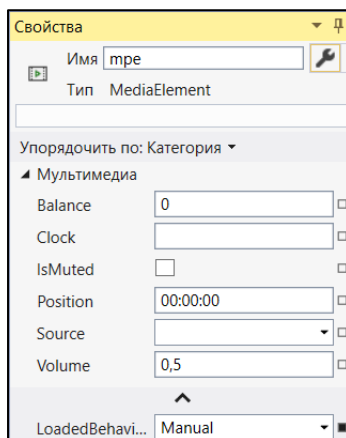 Свойства
Имя mpe
Тип MediaElement
Упорядочить по: Категория
Мультимедиа
Balance 0
Clock
IsMuted
Position 00:00:00
Source
Volume 0,5
LoadedBehavi... Manual